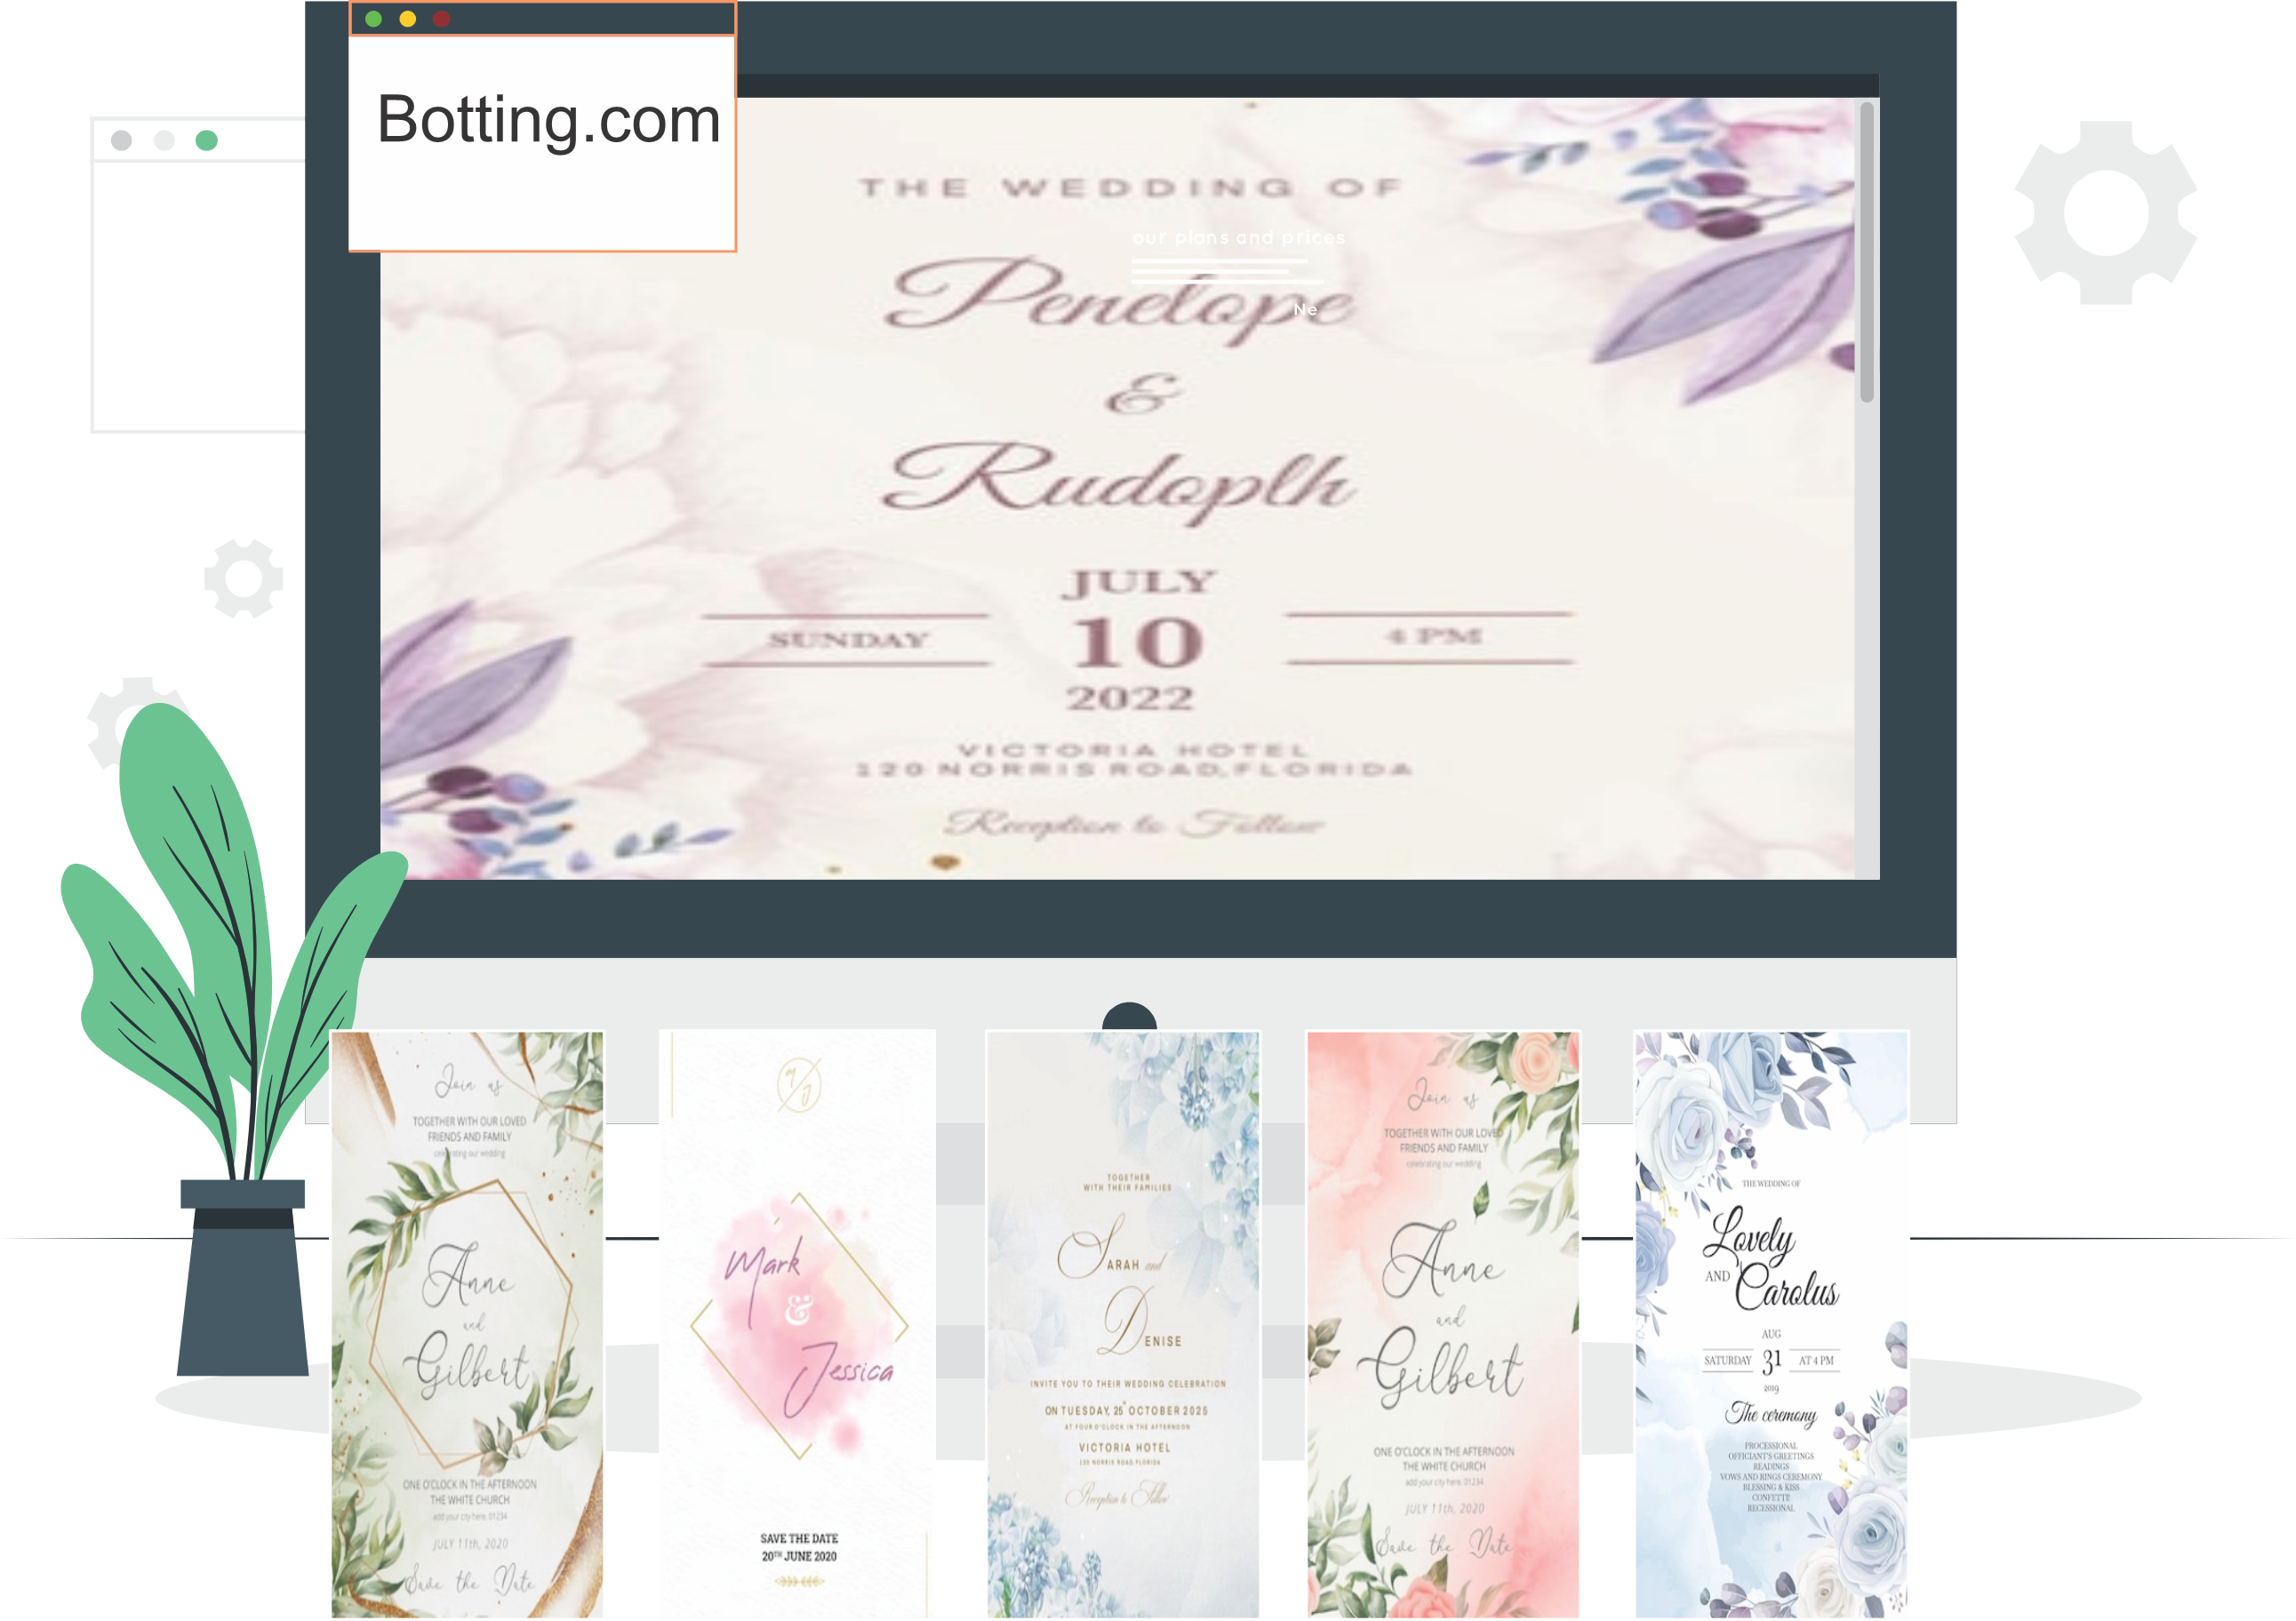 Botting.com
THE WEDDING OF
our plans and prices
Penelope
Ne
&
Rudoplh
JULY
SUNDAY
10
4 PM
2022
VICTORIA HOTEL
120 NORRIS ROAD,FLORIDA
Reception to Follow
Join us
TOGETHER WITH OUR LOVED
FRIENDS AND FAMILY
celebrating our wedding
Anne
and
Gilbert
ONE O'CLOCK IN THE AFTERNOON
THE WHITE CHURCH
add your city here, 01234
JULY 11th, 2020
Save the Date
M
J
Mark
&
Jessica
SAVE THE DATE
20TH JUNE 2020
TOGETHER
WITH THEIR FAMILIES
SARAH and
DENISE
INVITE YOU TO THEIR WEDDING CELEBRATION
ON TUESDAY, 25 OCTOBER 2025
AT FOUR O'CLOCK IN THE AFTERNOON
VICTORIA HOTEL
120 NORRIS ROAD FLORIDA
Reception to Follow
Join us
TOGETHER WITH OUR LOVED
FRIENDS AND FAMILY
celebrating our wedding
Anne
and
Gilbert
ONE O'CLOCK IN THE AFTERNOON
THE WHITE CHURCH
add your city here, 01234
JULY 11th, 2020
Save the Date
THE WEDDING OF
Lovely
AND Carolus
AUG
SATURDAY 31 AT 4 PM
2019
The ceremony
PROCESSIONAL
OFFICIANT'S GREETINGS
READINGS
VOWS AND RINGS CEREMONY
BLESSING & KISS
CONFETTI!
RECESSIONAL